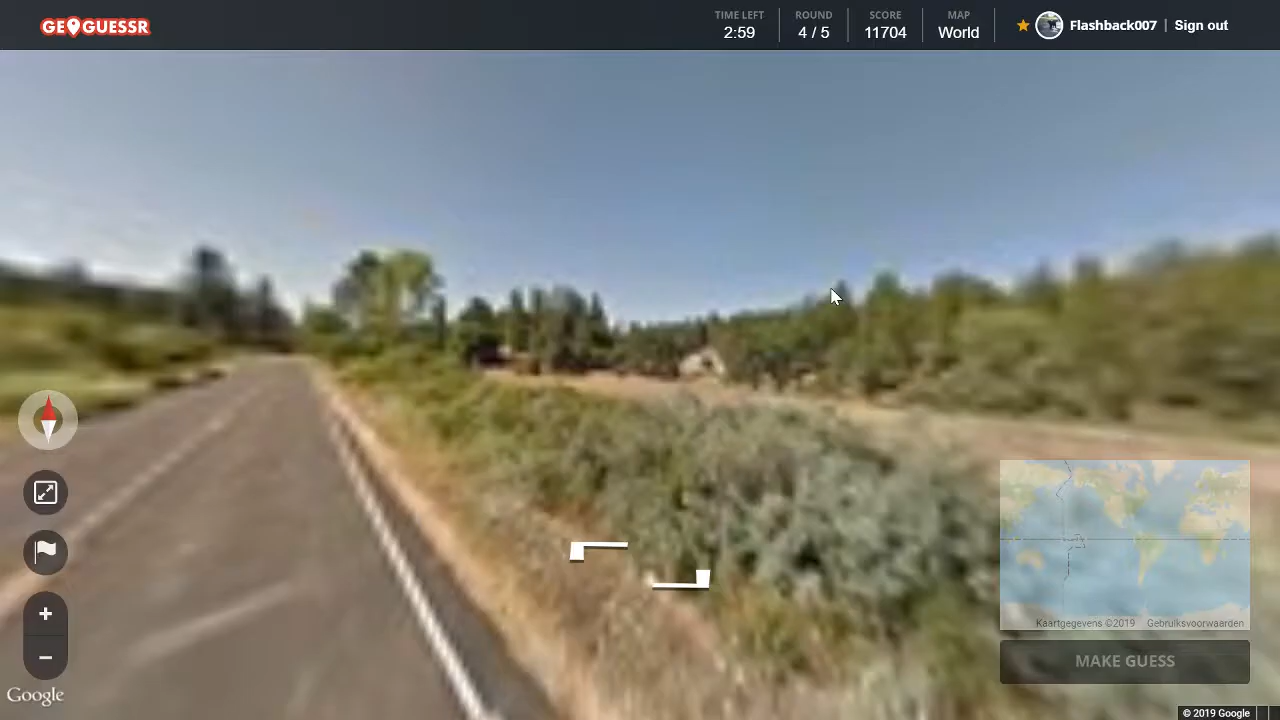 GEOGUESSR
TIME LEFT
2:59
ROUND
4 / 5
SCORE
11704
MAP
World
Flashback007 | Sign out
+
−
Kaartgegevens ©2019 Gebruiksvoorwaarden
MAKE GUESS
Google
© 2019 Google